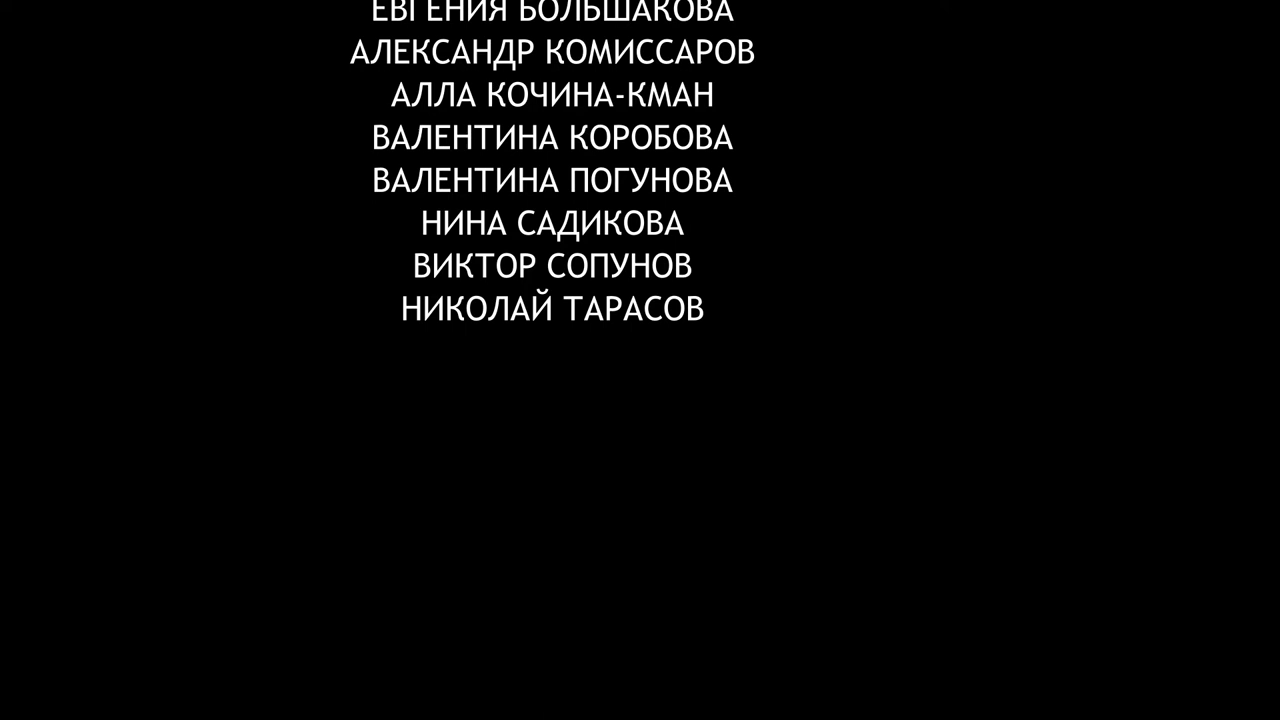 ЕВГЕНИЯ БОЛЬШАКОВА
АЛЕКСАНДР КОМИССАРОВ
АЛЛА КОЧИНА-КМАН
ВАЛЕНТИНА КОРОБОВА
ВАЛЕНТИНА ПОГУНОВА
НИНА САДИКОВА
ВИКТОР СОПУНОВ
НИКОЛАЙ ТАРАСОВ